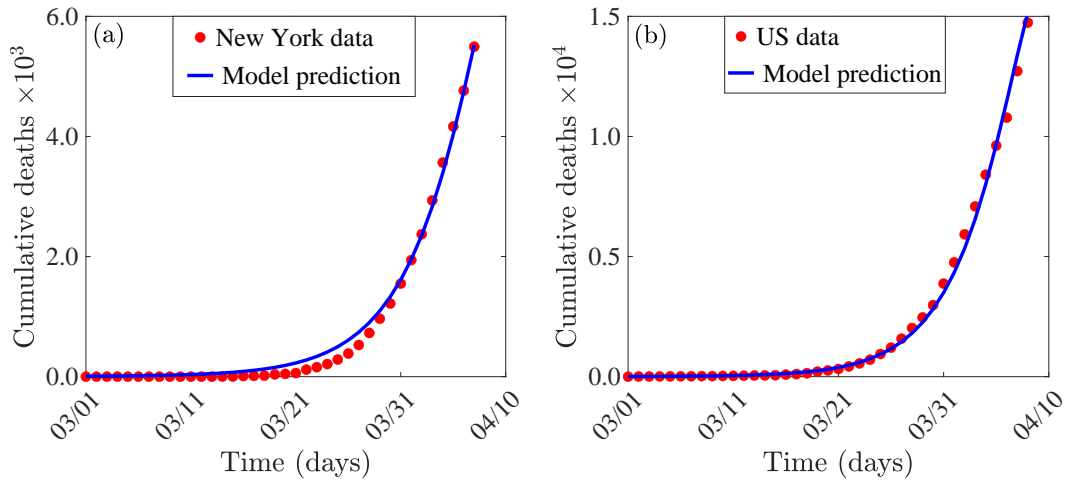 (a)
New York data
Model prediction
Cumulative deaths ×10³
6.0
4.0
2.0
0.0
03/01
03/11
03/21
03/31
04/10
Time (days)
(b)
US data
Model prediction
Cumulative deaths ×10⁴
1.5
1.0
0.5
0.0
03/01
03/11
03/21
03/31
04/10
Time (days)